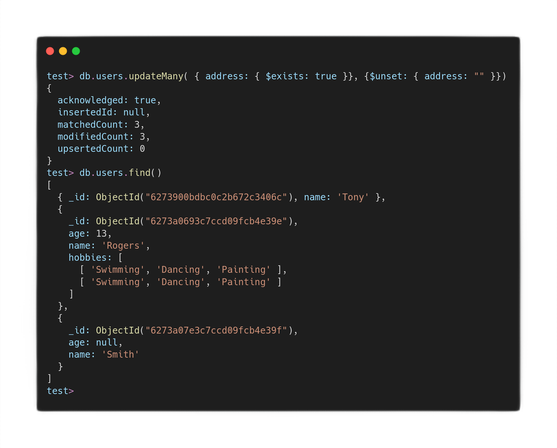 test> db.users.updateMany( { address: { $exists: true }}, {$unset: { address: "" }})
{
  acknowledged: true,
  insertedId: null,
  matchedCount: 3,
  modifiedCount: 3,
  upsertedCount: 0
}
test> db.users.find()
[
  { _id: ObjectId("6273900bdbc0c2b672c3406c"), name: 'Tony' },
  {
    _id: ObjectId("6273a0693c7ccd09fcb4e39e"),
    age: 13,
    name: 'Rogers',
    hobbies: [
      [ 'Swimming', 'Dancing', 'Painting' ],
      [ 'Swimming', 'Dancing', 'Painting' ]
    ]
  },
  {
    _id: ObjectId("6273a07e3c7ccd09fcb4e39f"),
    age: null,
    name: 'Smith'
  }
]
test>